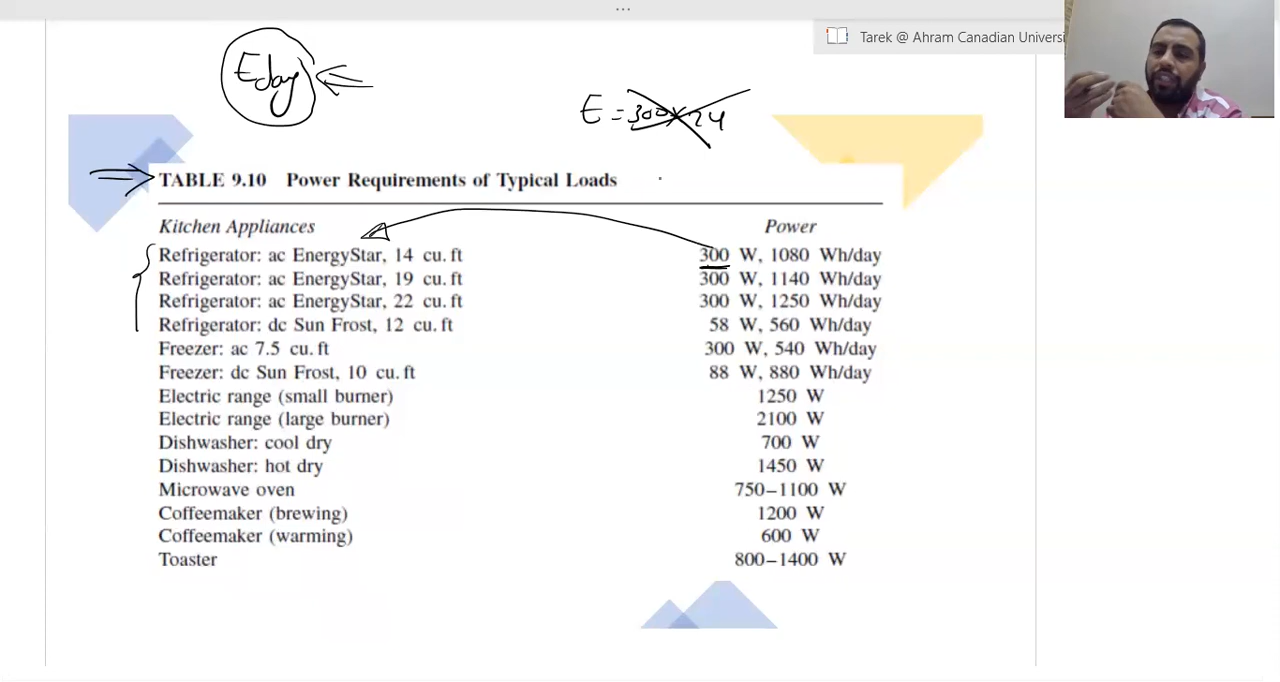 ...
Tarek @ Ahram Canadian Universi
Eday
E = 300 x 24
TABLE 9.10 Power Requirements of Typical Loads
Kitchen Appliances Power
Refrigerator: ac EnergyStar, 14 cu. ft 300 W, 1080 Wh/day
Refrigerator: ac EnergyStar, 19 cu. ft 300 W, 1140 Wh/day
Refrigerator: ac EnergyStar, 22 cu. ft 300 W, 1250 Wh/day
Refrigerator: dc Sun Frost, 12 cu. ft 58 W, 560 Wh/day
Freezer: ac 7.5 cu. ft 300 W, 540 Wh/day
Freezer: dc Sun Frost, 10 cu. ft 88 W, 880 Wh/day
Electric range (small burner) 1250 W
Electric range (large burner) 2100 W
Dishwasher: cool dry 700 W
Dishwasher: hot dry 1450 W
Microwave oven 750–1100 W
Coffeemaker (brewing) 1200 W
Coffeemaker (warming) 600 W
Toaster 800–1400 W